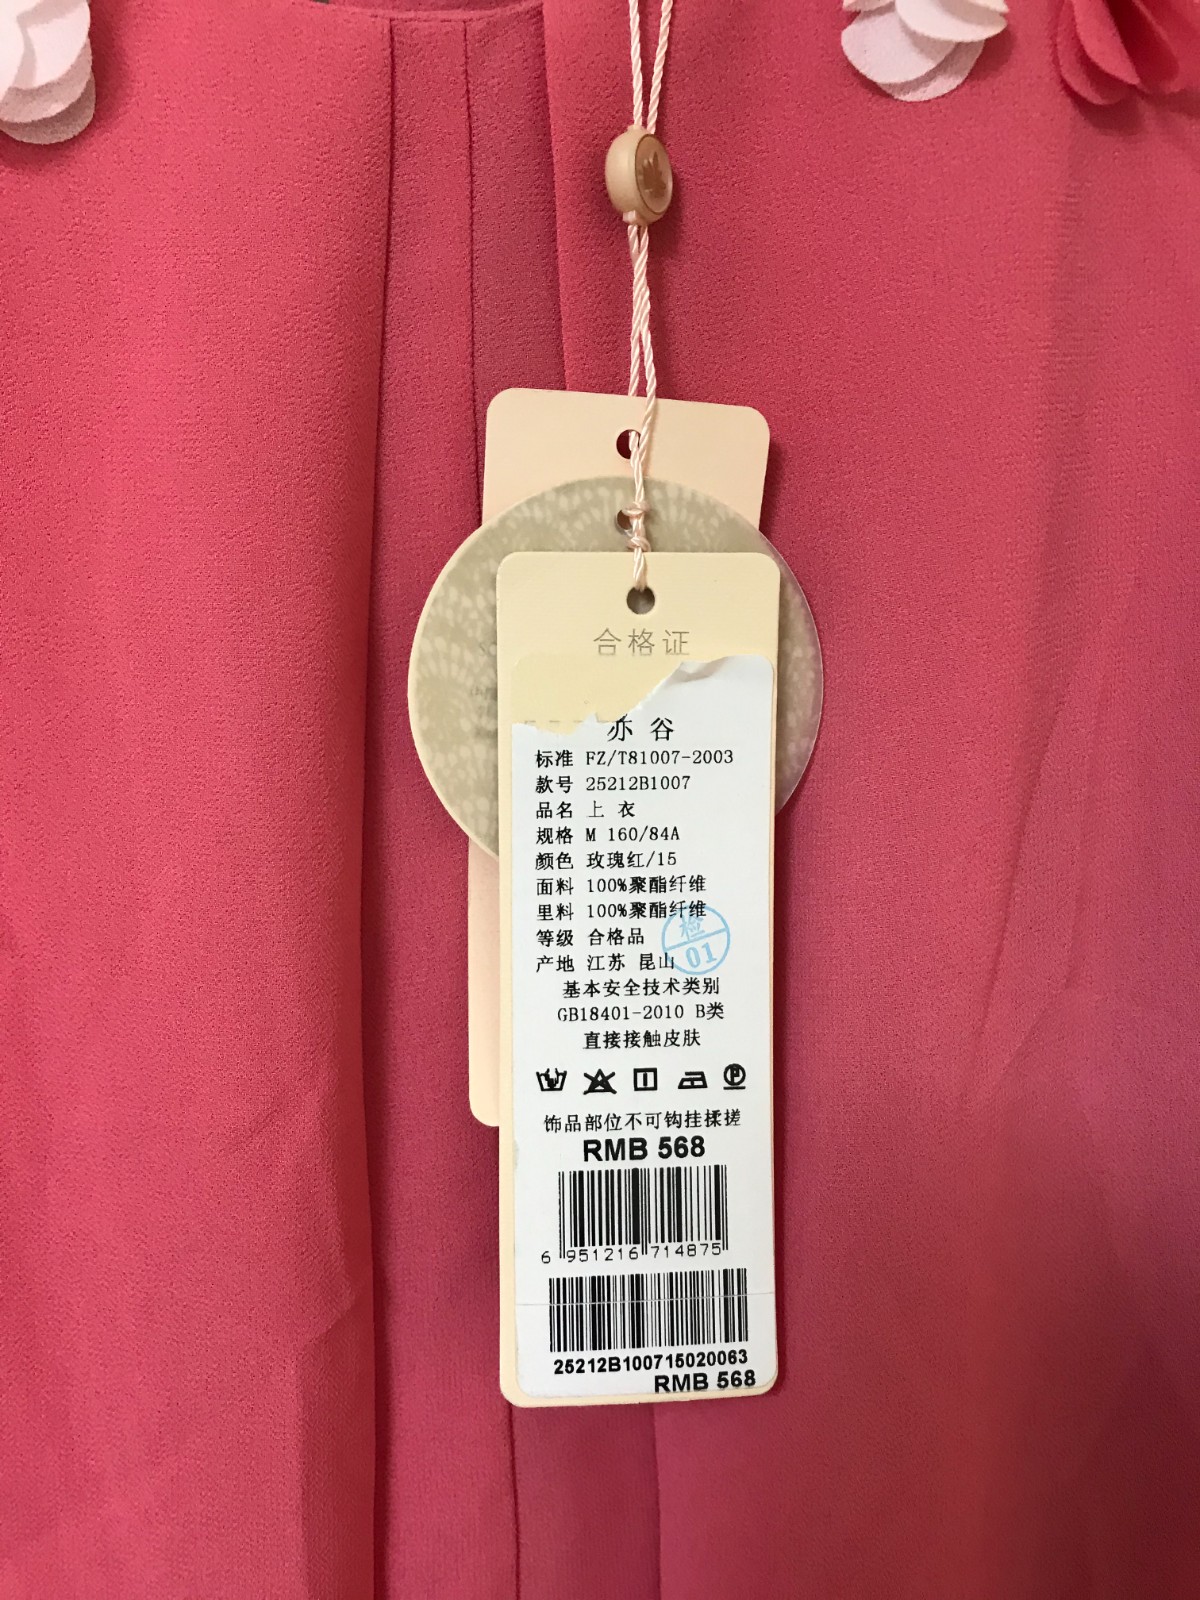 合格证
亦 谷
标准 FZ/T81007-2003
款号 25212B1007
品名 上 衣
规格 M 160/84A
颜色 玫瑰红/15
面料 100%聚酯纤维
里料 100%聚酯纤维
等级 合格品
检
01
产地 江苏 昆山
基本安全技术类别
GB18401-2010 B类
直接接触皮肤
P
饰品部位不可钩挂揉搓
RMB 568
6 951216 714875
25212B100715020063
RMB 568